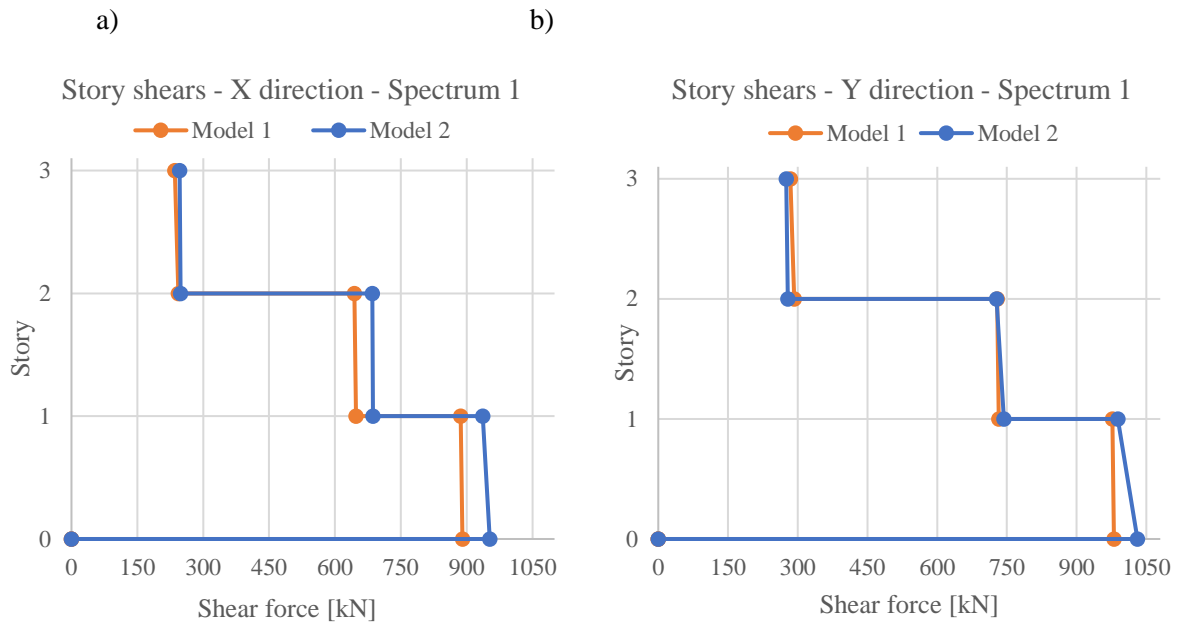 a)
b)
Story shears - X direction - Spectrum 1
Model 1 Model 2
3
2
1
0
Story
0 150 300 450 600 750 900 1050
Shear force [kN]
Story shears - Y direction - Spectrum 1
Model 1 Model 2
3
2
1
0
Story
0 150 300 450 600 750 900 1050
Shear force [kN]